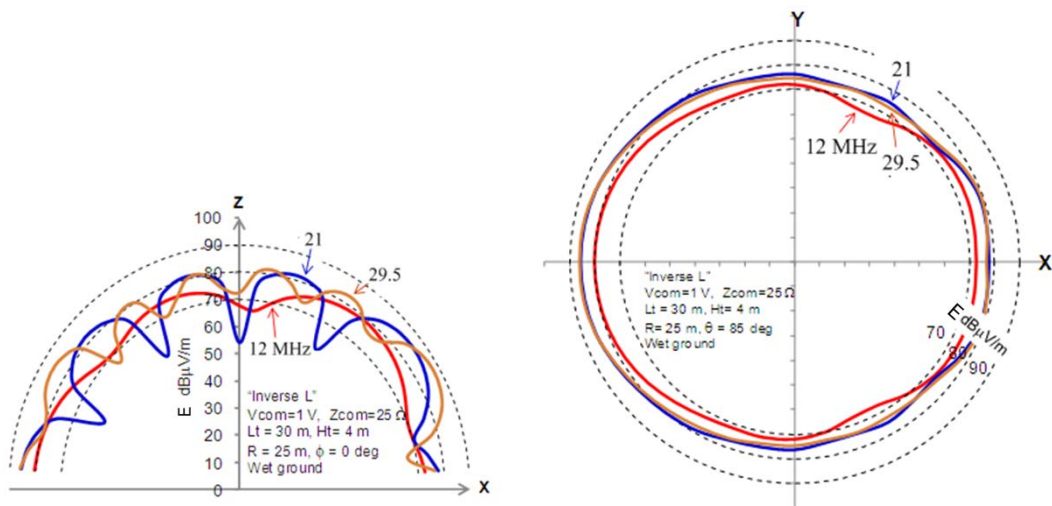 Z
100
90
80
70
60
50
40
30
20
10
0
E dBµV/m
21
29.5
12 MHz
"Inverse L"
Vcom=1 V, Zcom=25 Ω
Lt = 30 m, Ht= 4 m
R = 25 m, ϕ = 0 deg
Wet ground
X
Y
21
12 MHz
29.5
X
"Inverse L"
Vcom=1 V, Zcom=25 Ω
Lt = 30 m, Ht= 4 m
R= 25 m, θ = 85 deg
Wet ground
E dBµV/m
70
80
90